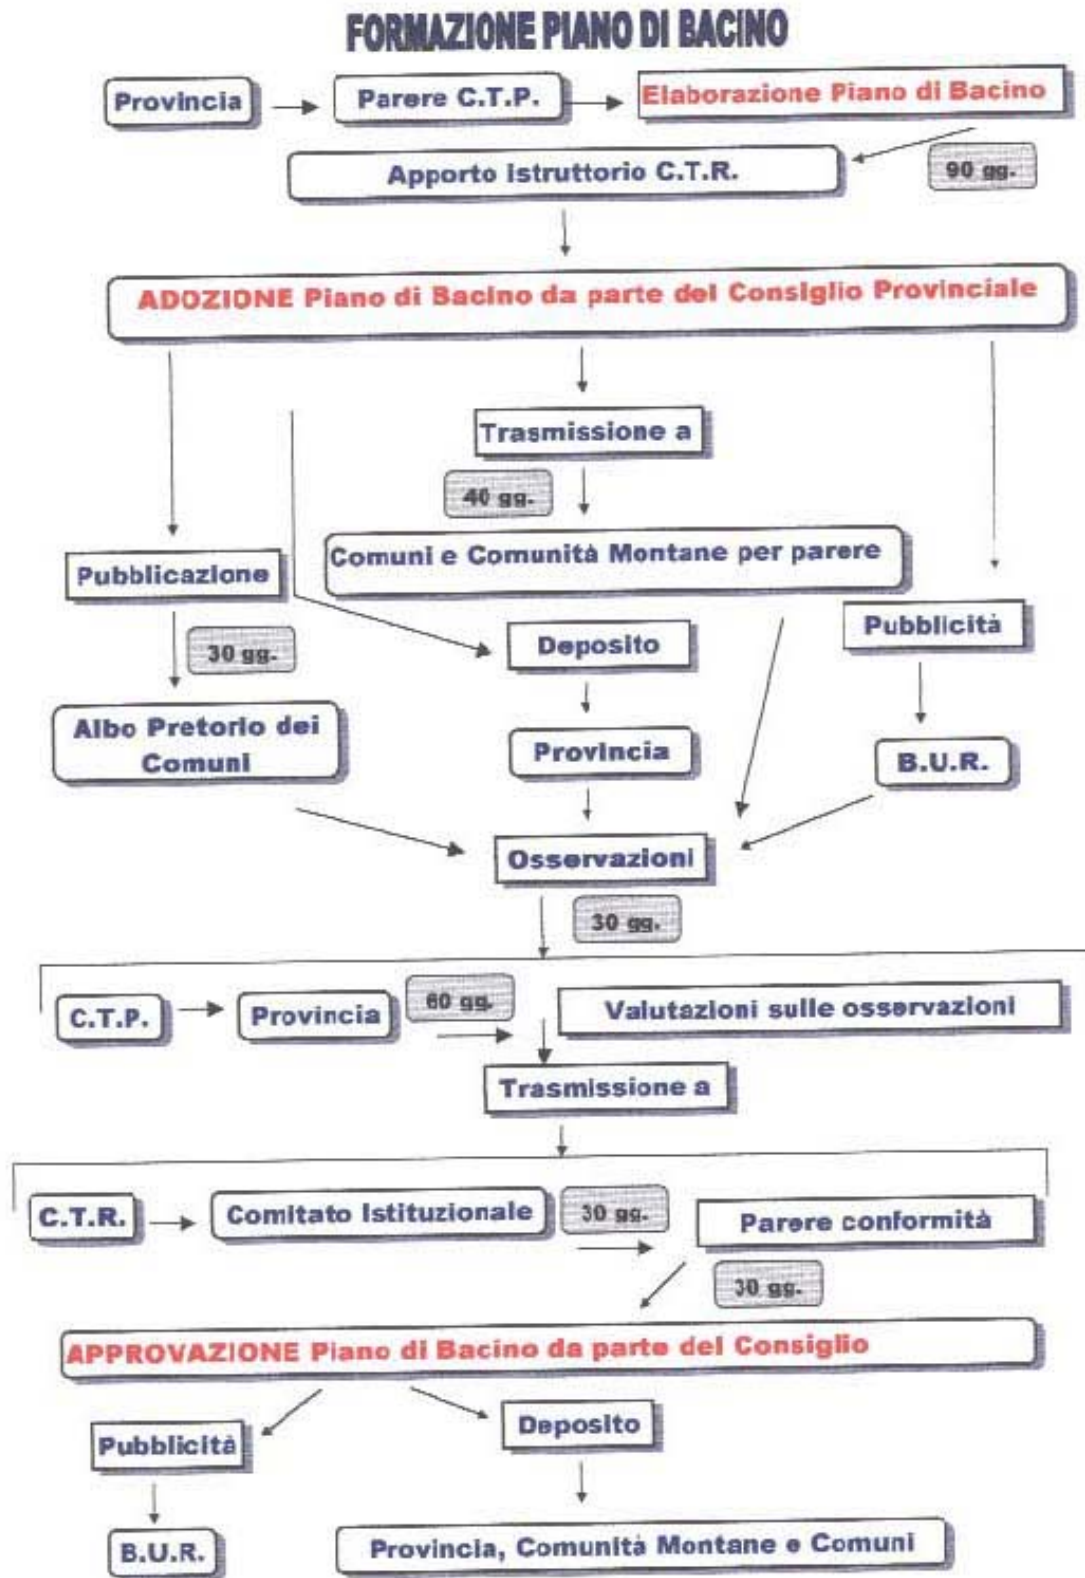 FORMAZIONE PIANO DI BACINO
Provincia
Parere C.T.P.
Elaborazione Piano di Bacino
Apporto istruttorio C.T.R.
90 gg.
ADOZIONE Piano di Bacino da parte del Consiglio Provinciale
Trasmissione a
40 gg.
Comuni e Comunità Montane per parere
Pubblicazione
30 gg.
Deposito
Pubblicità
Albo Pretorio dei
Comuni
Provincia
B.U.R.
Osservazioni
30 gg.
C.T.P.
Provincia
60 gg.
Valutazioni sulle osservazioni
Trasmissione a
C.T.R.
Comitato Istituzionale
30 gg.
Parere conformità
30 gg.
APPROVAZIONE Piano di Bacino da parte del Consiglio
Pubblicità
Deposito
B.U.R.
Provincia, Comunità Montane e Comuni